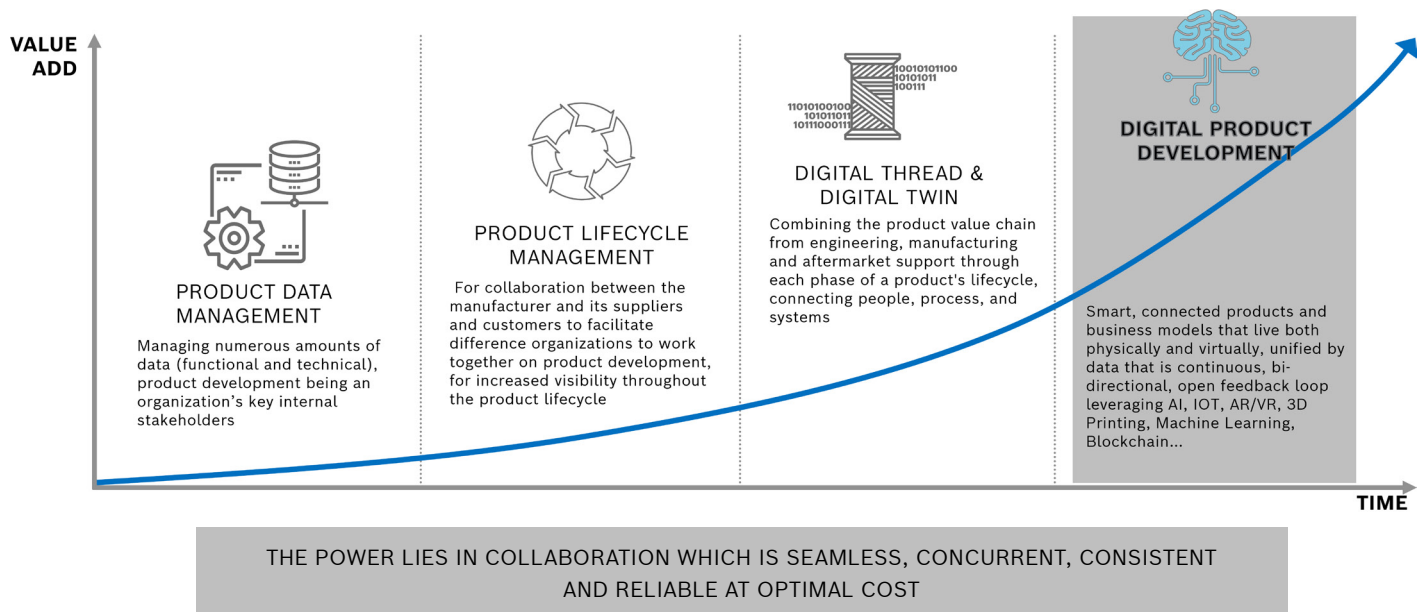 VALUE
ADD
PRODUCT DATA
MANAGEMENT
Managing numerous amounts of
data (functional and technical),
product development being an
organization’s key internal
stakeholders
PRODUCT LIFECYCLE
MANAGEMENT
For collaboration between the
manufacturer and its suppliers
and customers to facilitate
difference organizations to work
together on product development,
for increased visibility throughout
the product lifecycle
10010101100
10101011
100111
11010100100
101011011
10111000111
DIGITAL THREAD &
DIGITAL TWIN
Combining the product value chain
from engineering, manufacturing
and aftermarket support through
each phase of a product's lifecycle,
connecting people, process, and
systems
DIGITAL PRODUCT
DEVELOPMENT
Smart, connected products and
business models that live both
physically and virtually, unified by
data that is continuous, bi-
directional, open feedback loop
leveraging AI, IOT, AR/VR, 3D
Printing, Machine Learning,
Blockchain...
TIME
THE POWER LIES IN COLLABORATION WHICH IS SEAMLESS, CONCURRENT, CONSISTENT
AND RELIABLE AT OPTIMAL COST